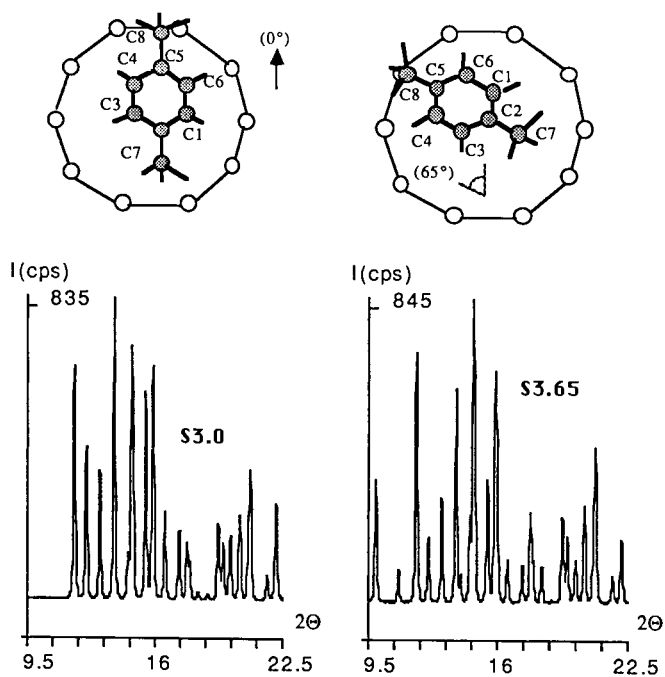 C8
C5
C4
C6
C3
C1
C7
(0°)
C6
C5
C1
C8
C2
C4
C7
C3
(65°)
I(cps)
835
S3.0
2Θ
9.5 16 22.5
I(cps)
845
S3.65
2Θ
9.5 16 22.5